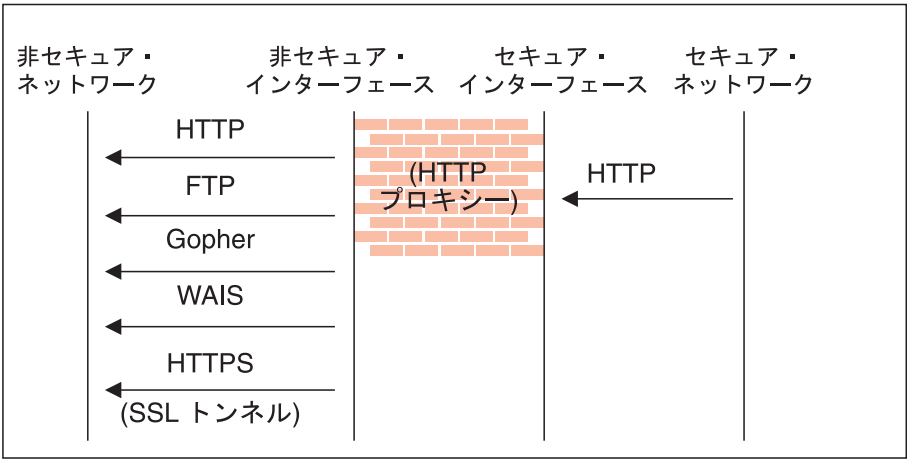 非セキュア・
ネットワーク
非セキュア・
インターフェース
セキュア・
インターフェース
セキュア・
ネットワーク
HTTP
FTP
Gopher
WAIS
HTTPS
(SSL トンネル)
(HTTP
プロキシー)
HTTP